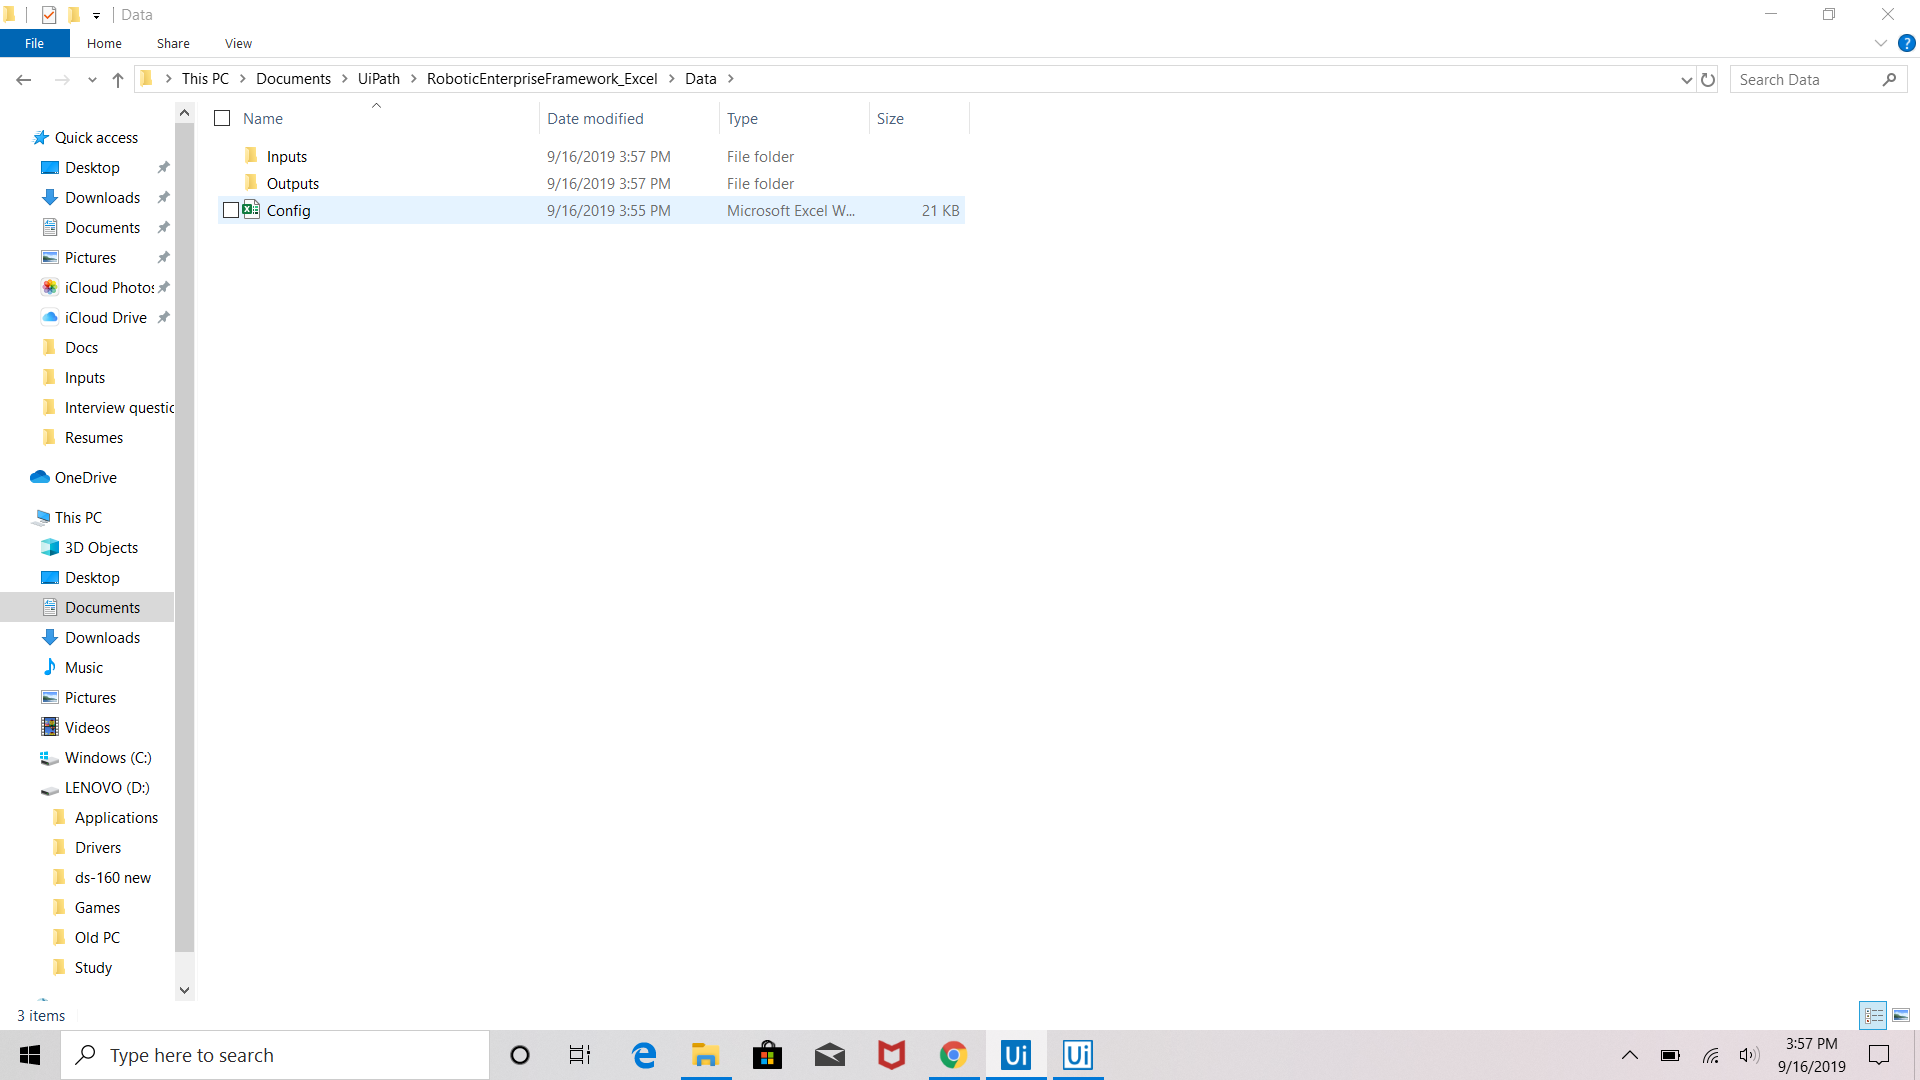 Data
File Home Share View
This PC Documents UiPath RoboticEnterpriseFramework_Excel Data
Search Data
Name Date modified Type Size
Inputs 9/16/2019 3:57 PM File folder
Outputs 9/16/2019 3:57 PM File folder
Config 9/16/2019 3:55 PM Microsoft Excel W... 21 KB
Quick access
Desktop
Downloads
Documents
Pictures
iCloud Photos
iCloud Drive
Docs
Inputs
Interview questic
Resumes
OneDrive
This PC
3D Objects
Desktop
Documents
Downloads
Music
Pictures
Videos
Windows (C:)
LENOVO (D:)
Applications
Drivers
ds-160 new
Games
Old PC
Study
3 items
Type here to search
Ui
Ui
3:57 PM
9/16/2019